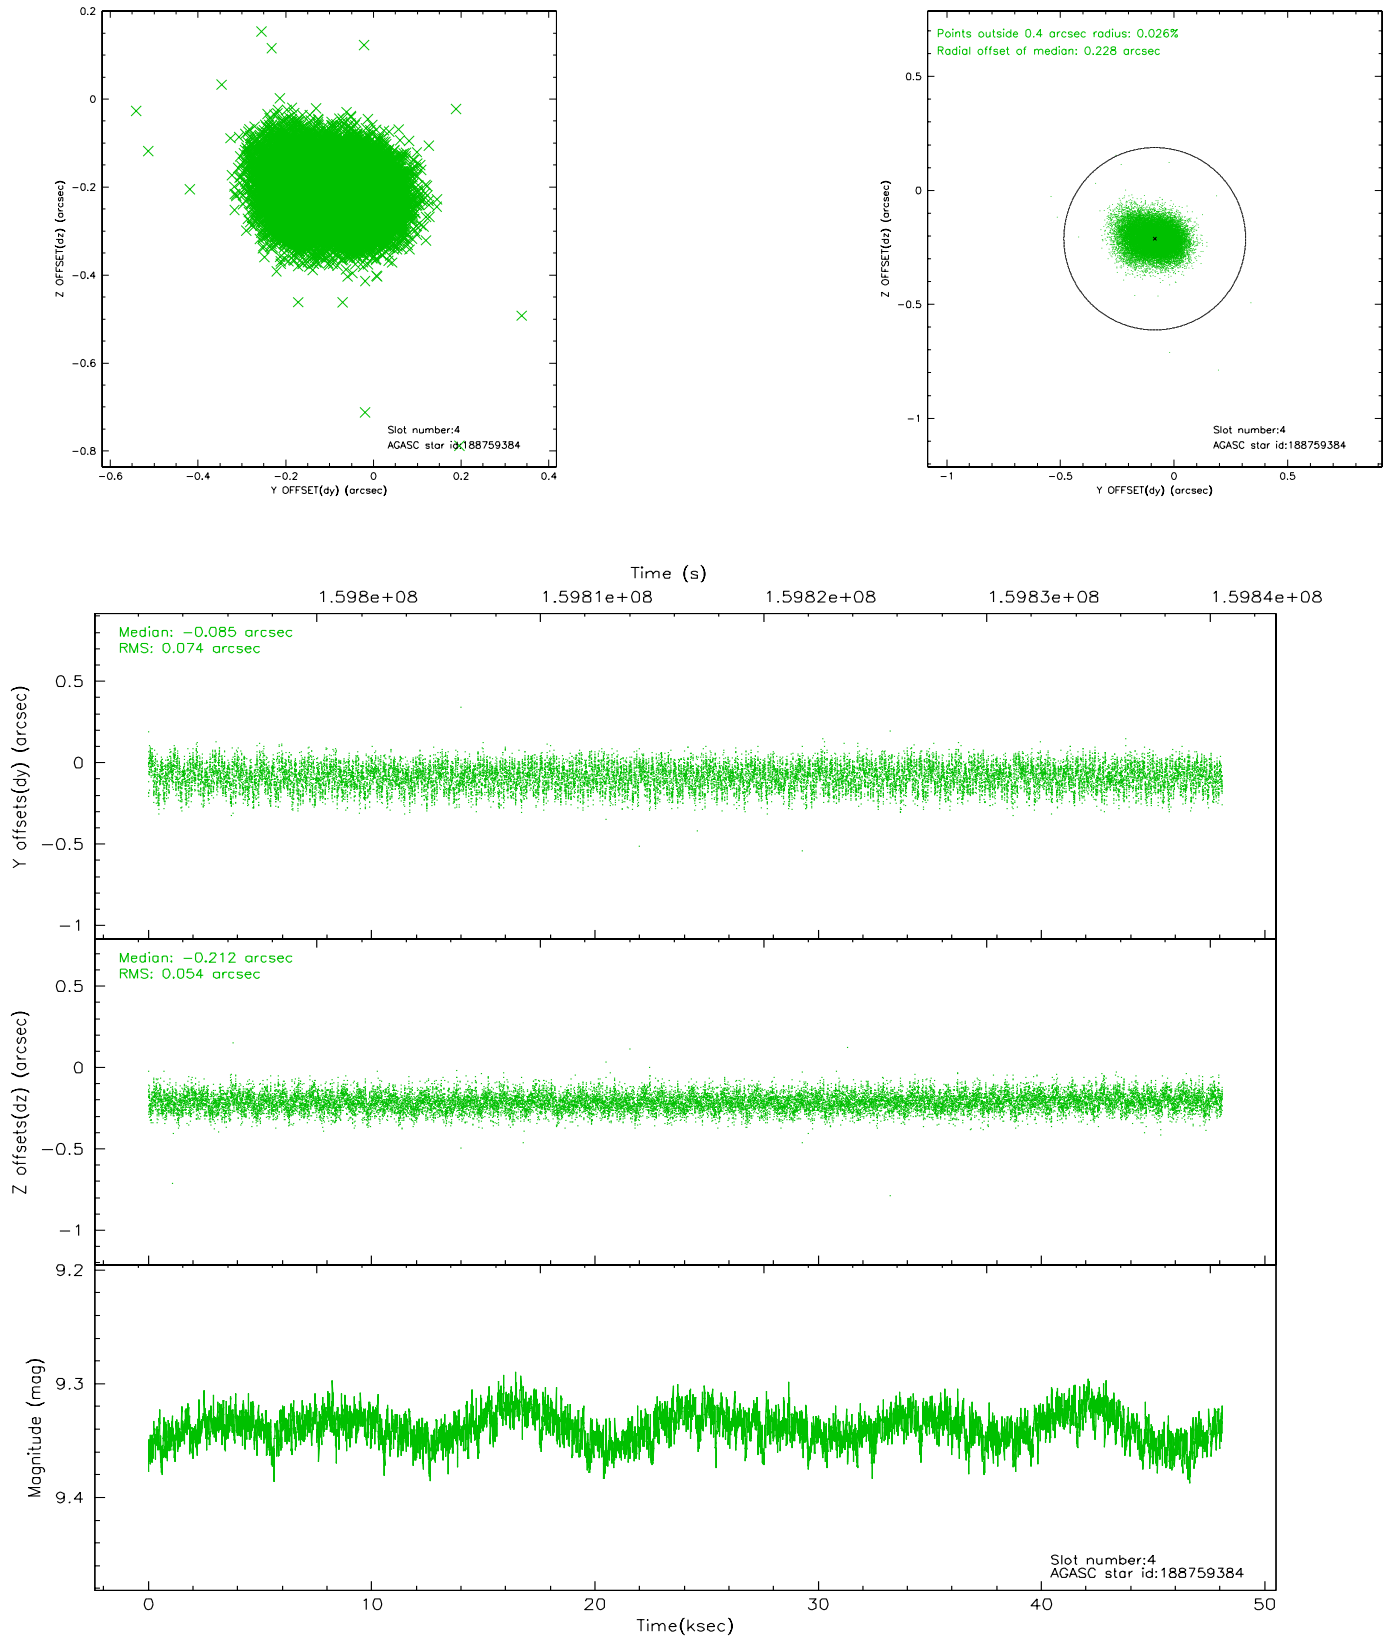 0.2
0
−0.2
−0.4
−0.6
−0.8
Z OFFSET(dz) (arcsec)
Slot number:4
AGASC star id:188759384
−0.6 −0.4 −0.2 0 0.2 0.4
Y OFFSET(dy) (arcsec)
Points outside 0.4 arcsec radius: 0.026%
Radial offset of median: 0.228 arcsec
0.5
0
−0.5
−1
Z OFFSET(dz) (arcsec)
Slot number:4
AGASC star id:188759384
−1 −0.5 0 0.5
Y OFFSET(dy) (arcsec)
Time (s)
1.598e+08 1.5981e+08 1.5982e+08 1.5983e+08 1.5984e+08
Median: −0.085 arcsec
RMS: 0.074 arcsec
0.5
0
−0.5
−1
Y offsets(dy) (arcsec)
Median: −0.212 arcsec
RMS: 0.054 arcsec
0.5
0
−0.5
−1
Z offsets(dz) (arcsec)
9.2
9.3
9.4
Magnitude (mag)
Slot number:4
AGASC star id:188759384
0 10 20 30 40 50
Time(ksec)